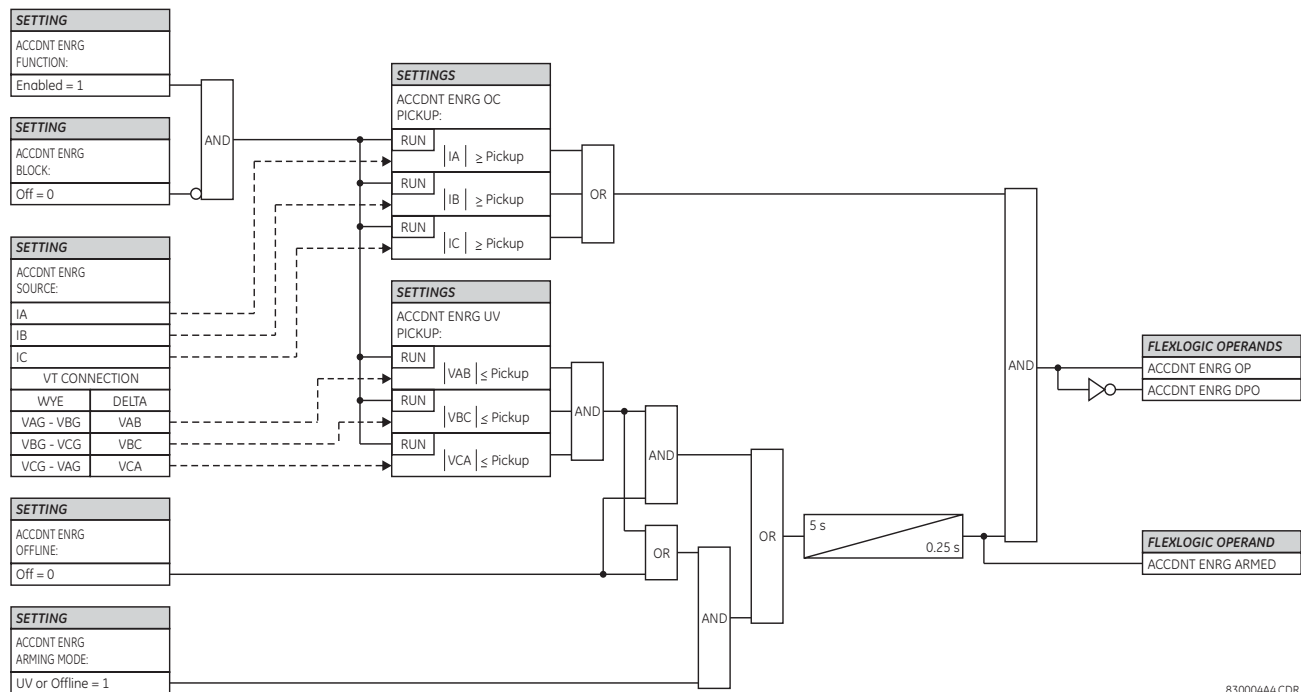 SETTING
ACCDNT ENRG
FUNCTION:
Enabled = 1
SETTING
ACCDNT ENRG
BLOCK:
Off = 0
AND
SETTING
ACCDNT ENRG
SOURCE:
IA
IB
IC
VT CONNECTION
WYE DELTA
VAG - VBG VAB
VBG - VCG VBC
VCG - VAG VCA
SETTING
ACCDNT ENRG
OFFLINE:
Off = 0
SETTING
ACCDNT ENRG
ARMING MODE:
UV or Offline = 1
SETTINGS
ACCDNT ENRG OC
PICKUP:
RUN
|IA| ≥ Pickup
RUN
|IB| ≥ Pickup
RUN
|IC| ≥ Pickup
OR
SETTINGS
ACCDNT ENRG UV
PICKUP:
RUN
|VAB| ≤ Pickup
RUN
|VBC| ≤ Pickup
RUN
|VCA| ≤ Pickup
AND
AND
OR
AND
OR
5 s
0.25 s
AND
FLEXLOGIC OPERANDS
ACCDNT ENRG OP
ACCDNT ENRG DPO
FLEXLOGIC OPERAND
ACCDNT ENRG ARMED
830004A4.CDR